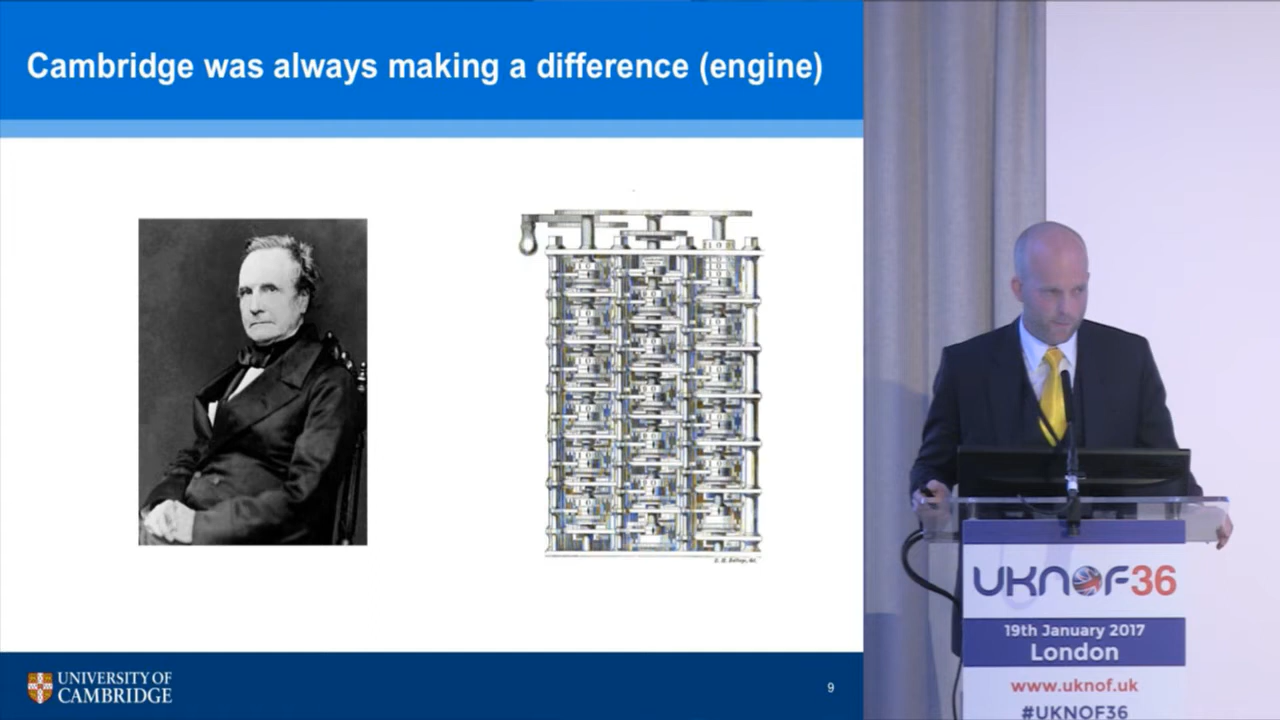 Cambridge was always making a difference (engine)
UNIVERSITY OF
CAMBRIDGE
9
UKNOF36
19th January 2017
London
www.uknof.uk
#UKNOF36